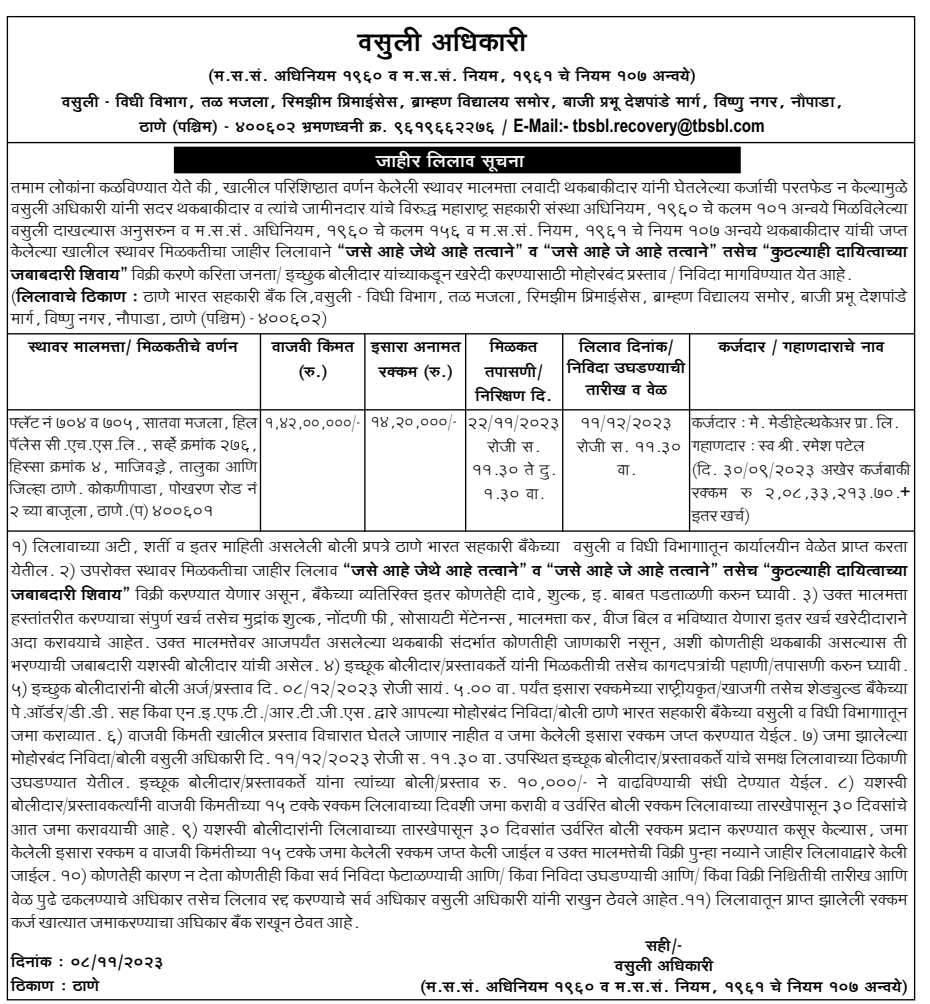 वसुली अधिकारी
(म.स.सं. अधिनियम १९६० व म.स.सं. नियम, १९६१ चे नियम १०७ अन्वये)
वसुली - विधी विभाग, तळ मजला, रिमझीम प्रिमाईसेस, ब्राम्हण विद्यालय समोर, बाजी प्रभू देशपांडे मार्ग, विष्णु नगर, नौपाडा,
ठाणे (पश्चिम) - ४००६०२ भ्रमणध्वनी क्र. ९६१९६६२२७६ / E-Mail:- tbsbl.recovery@tbsbl.com
जाहीर लिलाव सूचना
तमाम लोकांना कळविण्यात येते की, खालील परिशिष्ठात वर्णन केलेली स्थावर मालमत्ता लवादी थकबाकीदार यांनी घेतलेल्या कर्जाची परतफेड न केल्यामुळे
वसुली अधिकारी यांनी सदर थकबाकीदार व त्यांचे जामीनदार यांचे विरुद्ध महाराष्ट्र सहकारी संस्था अधिनियम, १९६० चे कलम १०१ अन्वये मिळविलेल्या
वसुली दाखल्यास अनुसरुन व म.स.सं. अधिनियम, १९६० चे कलम १५६ व म.स.सं. नियम, १९६१ चे नियम १०७ अन्वये थकबाकीदार यांची जप्त
केलेल्या खालील स्थावर मिळकतीचा जाहीर लिलावाने “जसे आहे जेथे आहे तत्वाने” व “जसे आहे जे आहे तत्वाने” तसेच “कुठल्याही दायित्वाच्या
जबाबदारी शिवाय” विक्री करणे करिता जनता/ इच्छुक बोलीदार यांच्याकडून खरेदी करण्यासाठी मोहोरबंद प्रस्ताव / निविदा मागविण्यात येत आहे.
(लिलावाचे ठिकाण : ठाणे भारत सहकारी बँक लि,वसुली - विधी विभाग, तळ मजला, रिमझीम प्रिमाईसेस, ब्राम्हण विद्यालय समोर, बाजी प्रभू देशपांडे
मार्ग, विष्णु नगर, नौपाडा, ठाणे (पश्चिम) - ४००६०२)
स्थावर मालमत्ता/ मिळकतीचे वर्णन
वाजवी किंमत
(रु.)
इसारा अनामत
रक्कम (रु.)
मिळकत
तपासणी/
निरिक्षण दि.
लिलाव दिनांक/
निविदा उघडण्याची
तारीख व वेळ
कर्जदार / गहाणदाराचे नाव
फ्लॅट नं ७०४ व ७०५, सातवा मजला, हिल
पॅलेस सी.एच.एस.लि., सर्व्हे क्रमांक २७६,
हिस्सा क्रमांक ४, माजिवडे, तालुका आणि
जिल्हा ठाणे. कोकणीपाडा, पोखरण रोड नं
२ च्या बाजूला, ठाणे.(प) ४००६०१
१,४२,००,०००/-
१४,२०,०००/-
२२/११/२०२३
रोजी स.
११.३० ते दु.
१.३० वा.
११/१२/२०२३
रोजी स. ११.३०
वा.
कर्जदार : मे. मेडीहेल्थकेअर प्रा. लि.
गहाणदार : स्व श्री. रमेश पटेल
(दि. ३०/०९/२०२३ अखेर कर्जबाकी
रक्कम रु २,०८,३३,२१३.७०.+
इतर खर्च)
१) लिलावाच्या अटी, शर्ती व इतर माहिती असलेली बोली प्रपत्रे ठाणे भारत सहकारी बँकेच्या वसुली व विधी विभागातून कार्यालयीन वेळेत प्राप्त करता
येतील. २) उपरोक्त स्थावर मिळकतीचा जाहीर लिलाव “जसे आहे जेथे आहे तत्वाने” व “जसे आहे जे आहे तत्वाने” तसेच “कुठल्याही दायित्वाच्या
जबाबदारी शिवाय” विक्री करण्यात येणार असून, बँकेच्या व्यतिरिक्त इतर कोणतेही दावे, शुल्क, इ. बाबत पडताळणी करुन घ्यावी. ३) उक्त मालमत्ता
हस्तांतरीत करण्याचा संपुर्ण खर्च तसेच मुद्रांक शुल्क, नोंदणी फी, सोसायटी मेंटेनन्स, मालमत्ता कर, वीज बिल व भविष्यात येणारा इतर खर्च खरेदीदाराने
अदा करावयाचे आहेत. उक्त मालमत्तेवर आजपर्यंत असलेल्या थकबाकी संदर्भात कोणतीही जाणकारी नसून, अशी कोणतीही थकबाकी असल्यास ती
भरण्याची जबाबदारी यशस्वी बोलीदार यांची असेल. ४) इच्छूक बोलीदार/प्रस्तावकर्ते यांनी मिळकतीची तसेच कागदपत्रांची पहाणी/तपासणी करुन घ्यावी.
५) इच्छूक बोलीदारांनी बोली अर्ज/प्रस्ताव दि. ०८/१२/२०२३ रोजी सायं. ५.०० वा. पर्यंत इसारा रक्कमेच्या राष्ट्रीयकृत/खाजगी तसेच शेड्युल्ड बँकेच्या
पे.ऑर्डर/डी.डी. सह किंवा एन.इ.एफ.टी./आर.टी.जी.एस. द्वारे आपल्या मोहोरबंद निविदा/बोली ठाणे भारत सहकारी बँकेच्या वसुली व विधी विभागातून
जमा कराव्यात. ६) वाजवी किंमती खालील प्रस्ताव विचारात घेतले जाणार नाहीत व जमा केलेली इसारा रक्कम जप्त करण्यात येईल. ७) जमा झालेल्या
मोहोरबंद निविदा/बोली वसुली अधिकारी दि. ११/१२/२०२३ रोजी स. ११.३० वा. उपस्थित इच्छूक बोलीदार/प्रस्तावकर्ते यांचे समक्ष लिलावाच्या ठिकाणी
उघडण्यात येतील. इच्छूक बोलीदार/प्रस्तावकर्ते यांना त्यांच्या बोली/प्रस्ताव रु. १०,०००/- ने वाढविण्याची संधी देण्यात येईल. ८) यशस्वी
बोलीदार/प्रस्तावकर्त्यांनी वाजवी किंमतीच्या १५ टक्के रक्कम लिलावाच्या दिवशी जमा करावी व उर्वरित बोली रक्कम लिलावाच्या तारखेपासून ३० दिवसांचे
आत जमा करावयाची आहे. ९) यशस्वी बोलीदारांनी लिलावाच्या तारखेपासून ३० दिवसांत उर्वरित बोली रक्कम प्रदान करण्यात कसूर केल्यास, जमा
केलेली इसारा रक्कम व वाजवी किमंतीच्या १५ टक्के जमा केलेली रक्कम जप्त केली जाईल व उक्त मालमत्तेची विक्री पुन्हा नव्याने जाहीर लिलावाद्वारे केली
जाईल. १०) कोणतेही कारण न देता कोणतीही किंवा सर्व निविदा फेटाळण्याची आणि/ किंवा निविदा उघडण्याची आणि/ किंवा विक्री निश्चितीची तारीख आणि
वेळ पुढे ढकलण्याचे अधिकार तसेच लिलाव रद्द करण्याचे सर्व अधिकार वसुली अधिकारी यांनी राखुन ठेवले आहेत.११) लिलावातून प्राप्त झालेली रक्कम
कर्ज खात्यात जमाकरण्याचा अघिकार बँक राखून ठेवत आहे.
दिनांक : ०८/११/२०२३
ठिकाण : ठाणे
सही/-
वसुली अधिकारी
(म.स.सं. अधिनियम १९६० व म.स.सं. नियम, १९६१ चे नियम १०७ अन्वये)